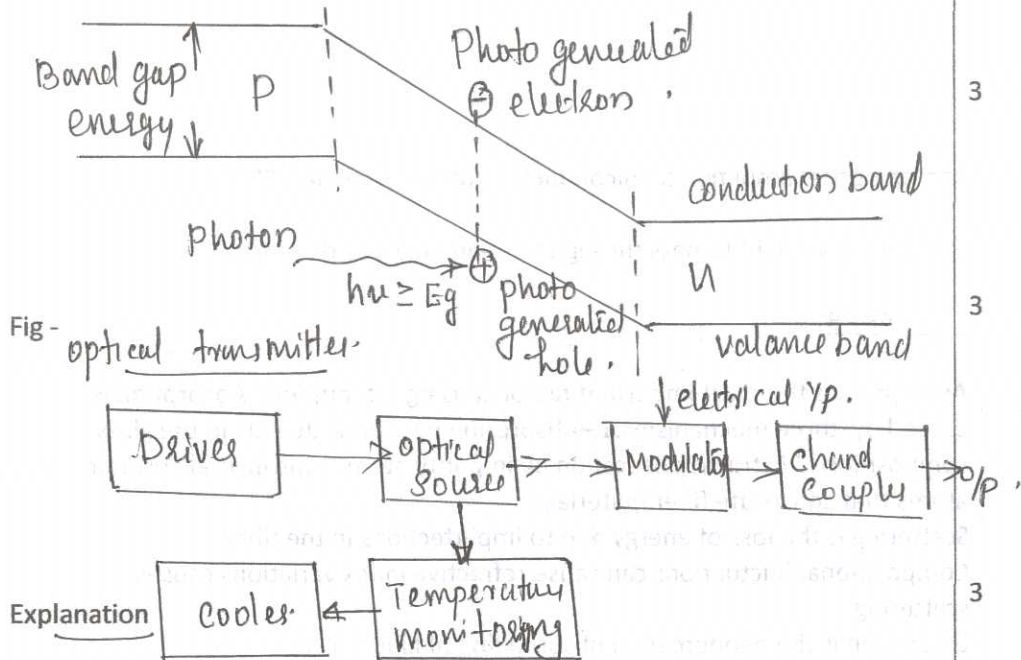 Photo generated
Band gap
energy
P
⊖ electron .
3
conduction band
photon
hν ≥ Eg
⊕ photo
generated
hole.
N
3
valance band
Fig -
optical transmitter.
electrical i/p.
Driver
optical
source
Modulator
Chanel
Coupler
O/P .
Explanation
Cooler
Temperature
monitoring
3